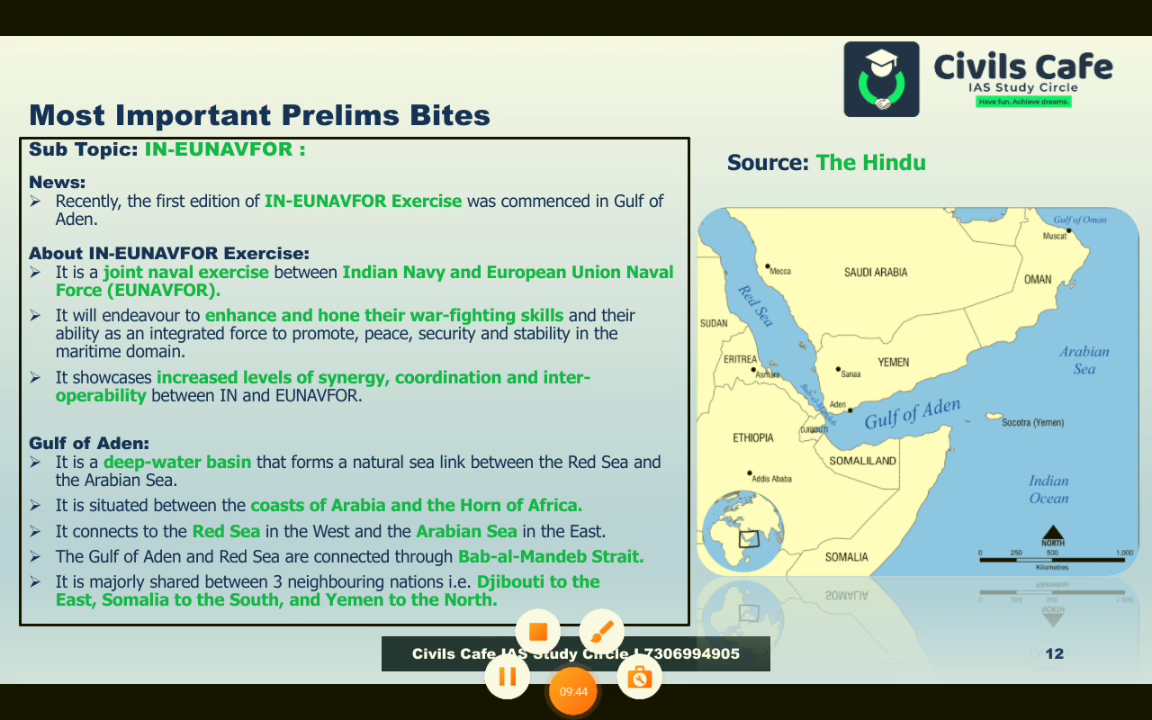 Civils Cafe
IAS Study Circle
Have fun. Achieve dreams.
Most Important Prelims Bites
Sub Topic: IN-EUNAVFOR :
Source: The Hindu
News:
➢ Recently, the first edition of IN-EUNAVFOR Exercise was commenced in Gulf of
Aden.
About IN-EUNAVFOR Exercise:
➢ It is a joint naval exercise between Indian Navy and European Union Naval
Force (EUNAVFOR).
➢ It will endeavour to enhance and hone their war-fighting skills and their
ability as an integrated force to promote, peace, security and stability in the
maritime domain.
➢ It showcases increased levels of synergy, coordination and inter-
operability between IN and EUNAVFOR.
Gulf of Aden:
➢ It is a deep-water basin that forms a natural sea link between the Red Sea and
the Arabian Sea.
➢ It is situated between the coasts of Arabia and the Horn of Africa.
➢ It connects to the Red Sea in the West and the Arabian Sea in the East.
➢ The Gulf of Aden and Red Sea are connected through Bab-al-Mandeb Strait.
➢ It is majorly shared between 3 neighbouring nations i.e. Djibouti to the
East, Somalia to the South, and Yemen to the North.
Gulf of Oman
Muscat
Mecca
SAUDI ARABIA
OMAN
Red Sea
SUDAN
Arabian
Sea
ERITREA
YEMEN
Asmara
Sanaa
Aden
Gulf of Aden
DJIBOUTI
Socotra (Yemen)
ETHIOPIA
SOMALILAND
Addis Ababa
Indian
Ocean
NORTH
SOMALIA
0 250 500 1,000
Kilometres
SOMALIA
Civils Cafe IAS Study Circle I 7306994905
12
09:44